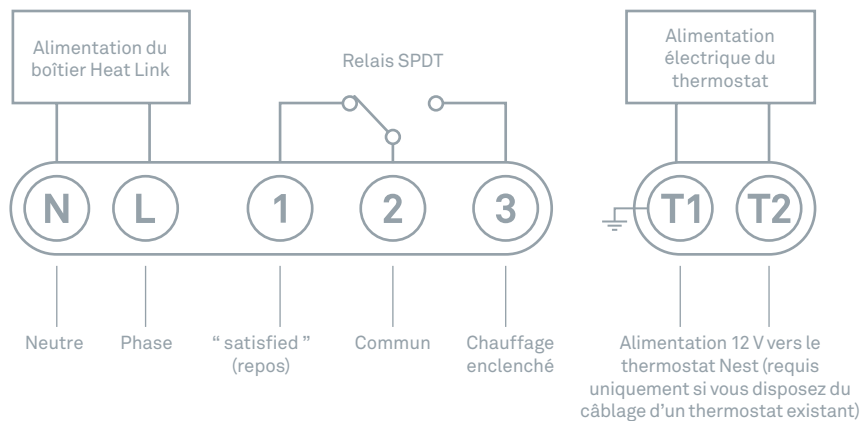 Alimentation du
boîtier Heat Link
Relais SPDT
Alimentation
électrique du
thermostat
N
L
1
2
3
T1
T2
Neutre
Phase
“ satisfied ”
(repos)
Commun
Chauffage
enclenché
Alimentation 12 V vers le
thermostat Nest (requis
uniquement si vous disposez du
câblage d’un thermostat existant)